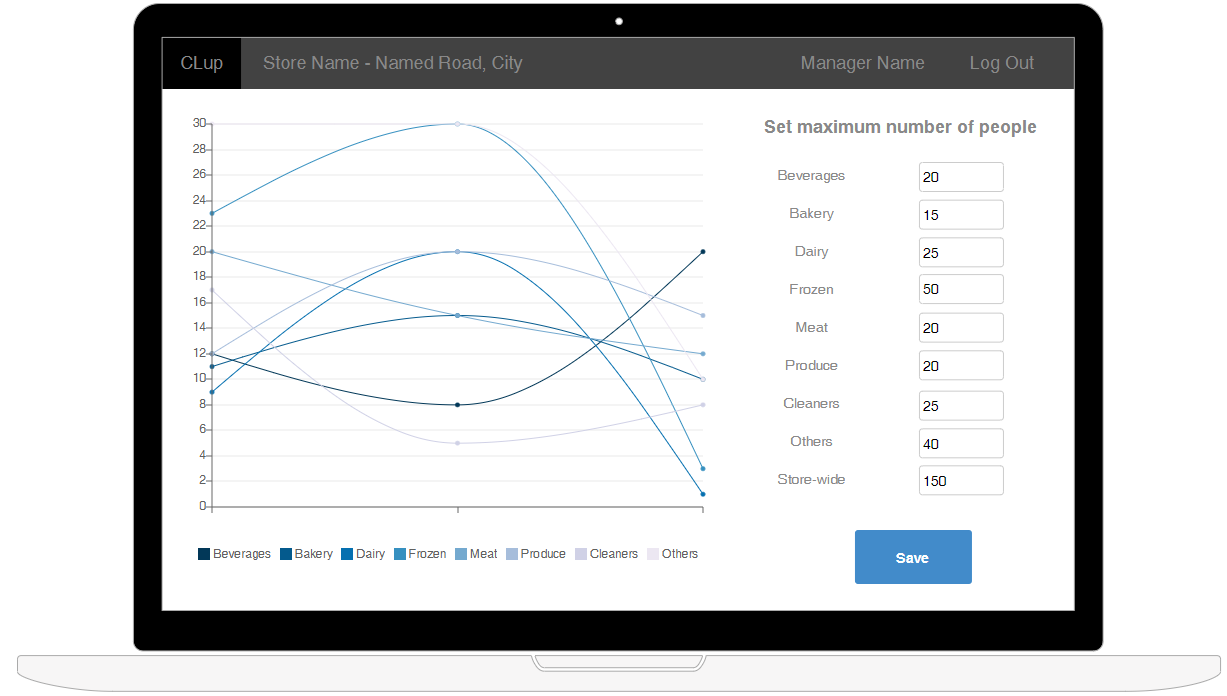 CLup Store Name - Named Road, City Manager Name Log Out
Set maximum number of people
30
28
26
24
22
20
18
16
14
12
10
8
6
4
2
0
Beverages Bakery Dairy Frozen Meat Produce Cleaners Others
Beverages 20
Bakery 15
Dairy 25
Frozen 50
Meat 20
Produce 20
Cleaners 25
Others 40
Store-wide 150
Save